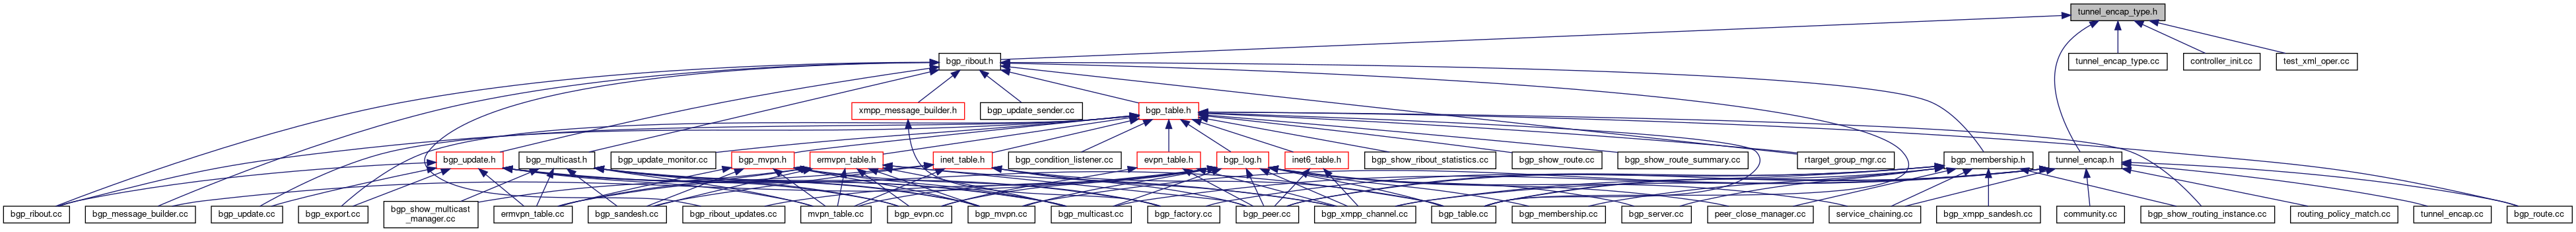 tunnel_encap_type.h
bgp_ribout.h
tunnel_encap_type.cc
controller_init.cc
test_xml_oper.cc
xmpp_message_builder.h
bgp_update_sender.cc
bgp_table.h
bgp_update.h
bgp_multicast.h
bgp_update_monitor.cc
bgp_mvpn.h
ermvpn_table.h
inet_table.h
bgp_condition_listener.cc
evpn_table.h
bgp_log.h
inet6_table.h
bgp_show_ribout_statistics.cc
bgp_show_route.cc
bgp_show_route_summary.cc
rtarget_group_mgr.cc
bgp_membership.h
tunnel_encap.h
bgp_ribout.cc
bgp_message_builder.cc
bgp_update.cc
bgp_export.cc
bgp_show_multicast
_manager.cc
ermvpn_table.cc
bgp_sandesh.cc
bgp_ribout_updates.cc
mvpn_table.cc
bgp_evpn.cc
bgp_mvpn.cc
bgp_multicast.cc
bgp_factory.cc
bgp_peer.cc
bgp_xmpp_channel.cc
bgp_table.cc
bgp_membership.cc
bgp_server.cc
peer_close_manager.cc
service_chaining.cc
bgp_xmpp_sandesh.cc
community.cc
bgp_show_routing_instance.cc
routing_policy_match.cc
tunnel_encap.cc
bgp_route.cc